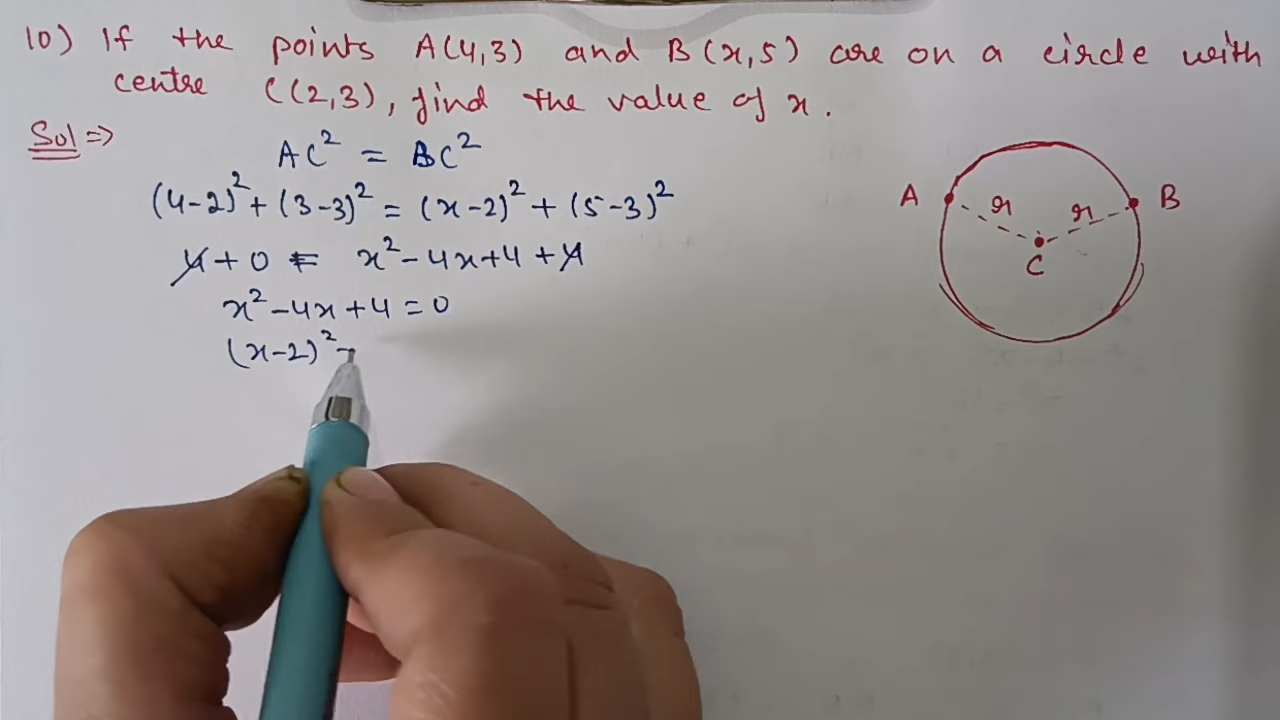 10) If the points A(4,3) and B(x,5) are on a circle with
centre C(2,3), find the value of x.
Sol ⇒
AC² = BC²
(4-2)² + (3-3)² = (x-2)² + (5-3)²
4 + 0 = x² - 4x + 4 + 4
x² - 4x + 4 = 0
(x-2)² -
A
r
r
B
C